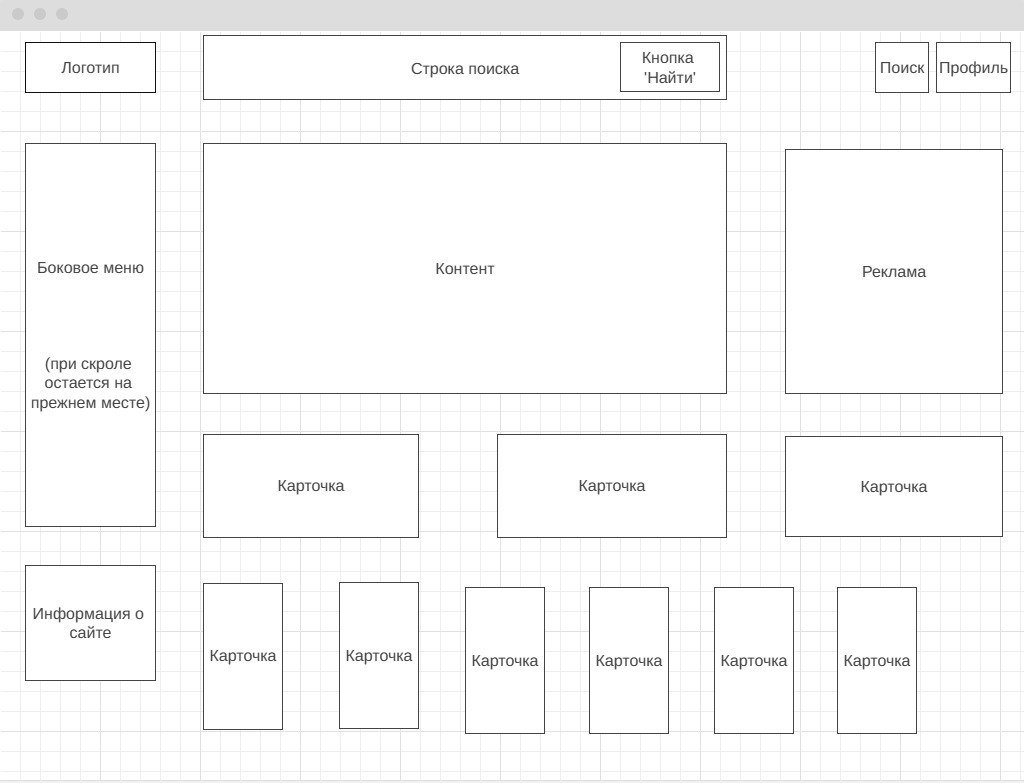 Логотип
Строка поиска
Кнопка
'Найти'
Поиск
Профиль
Боковое меню
(при скроле
остается на
прежнем месте)
Контент
Реклама
Карточка
Карточка
Карточка
Информация о
сайте
Карточка
Карточка
Карточка
Карточка
Карточка
Карточка